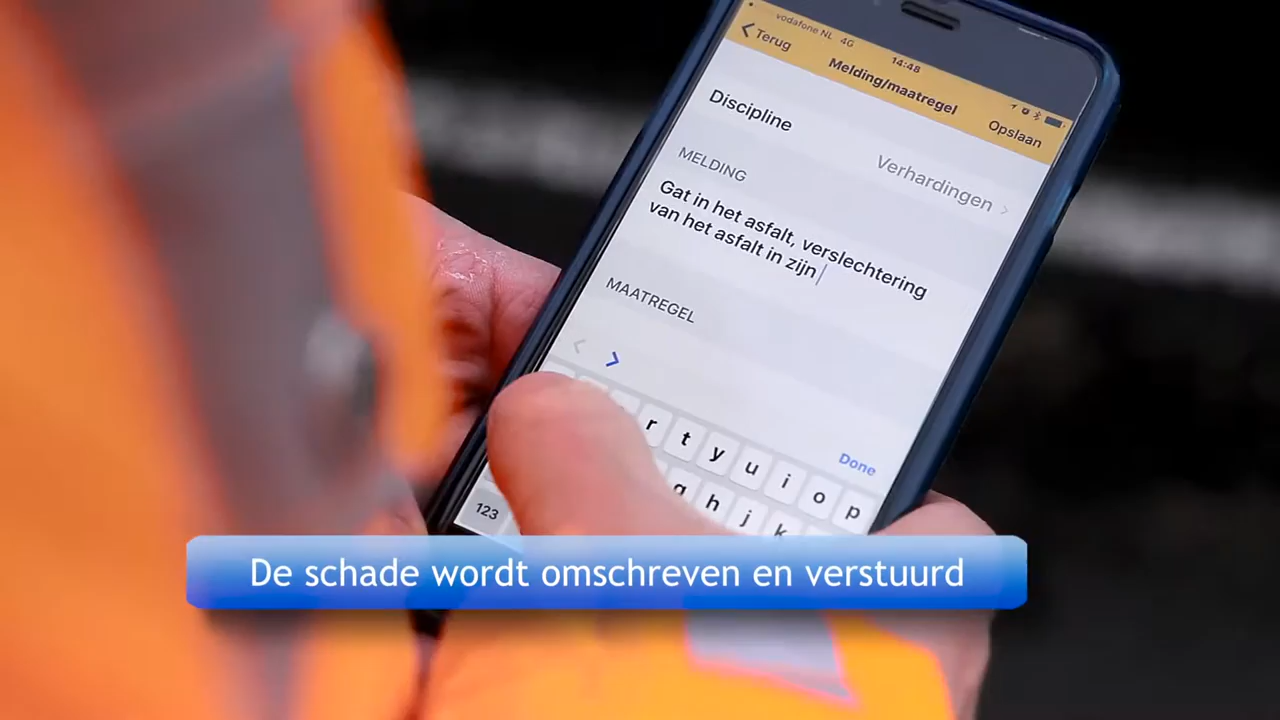 vodafone NL 4G
14:48
Terug
Melding/maatregel
Opslaan
Discipline
Verhardingen
MELDING
Gat in het asfalt, verslechtering
van het asfalt in zijn
MAATREGEL
Done
r t y u i o p
g h j k
123
De schade wordt omschreven en verstuurd